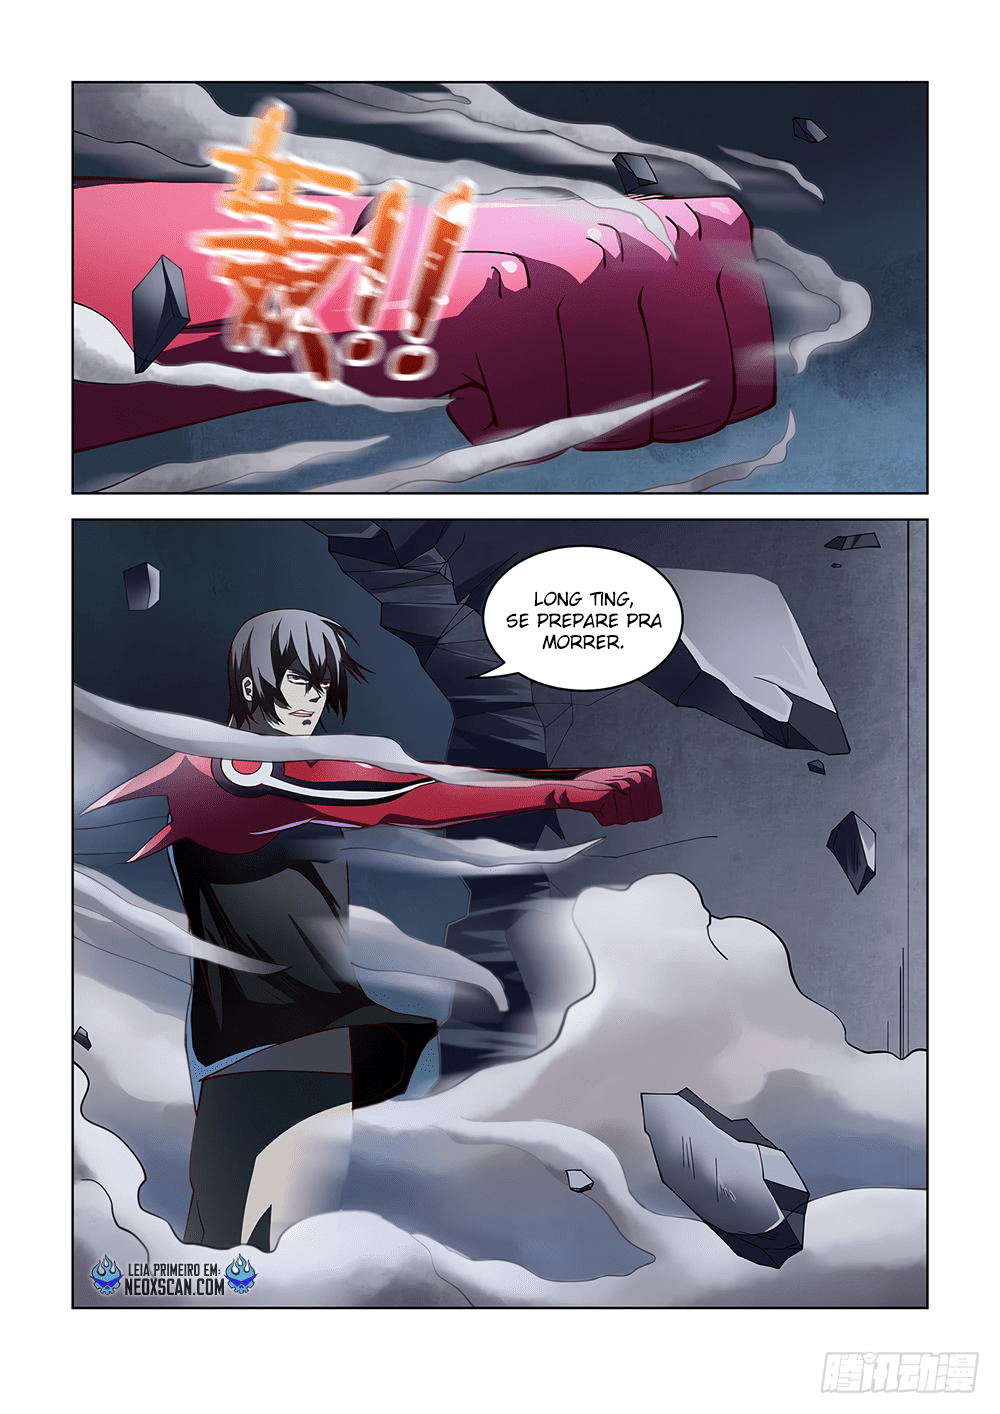 轰!!
LONG TING,
SE PREPARE PRA
MORRER.
LEIA PRIMEIRO EM:
NEOXSCAN.COM
腾讯动漫